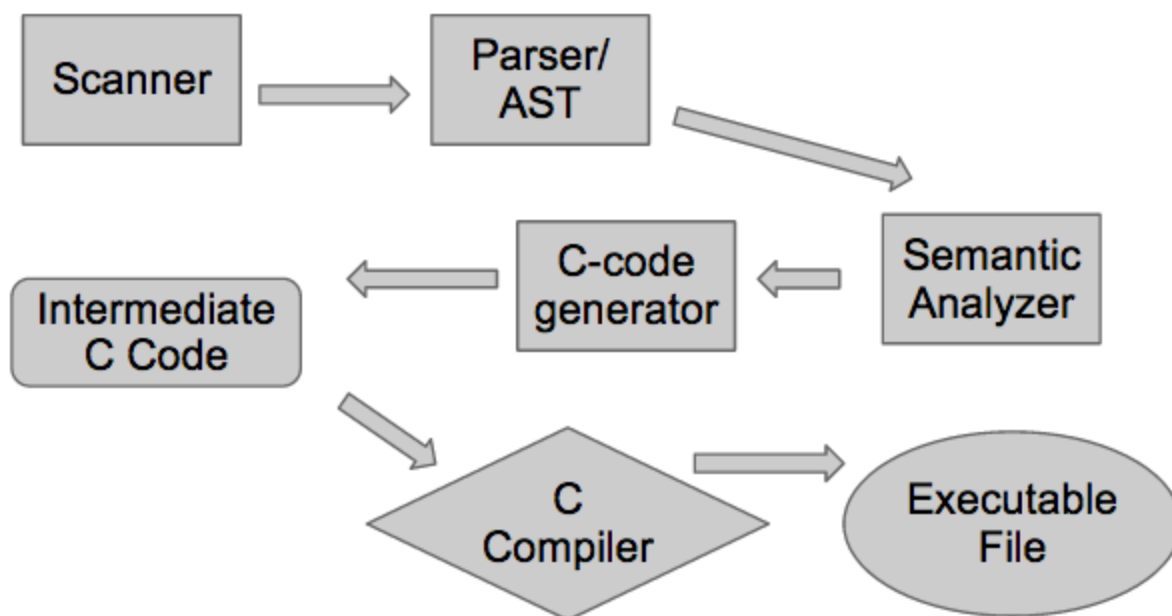 Scanner
Parser/
AST
Semantic
Analyzer
C-code
generator
Intermediate
C Code
C
Compiler
Executable
File